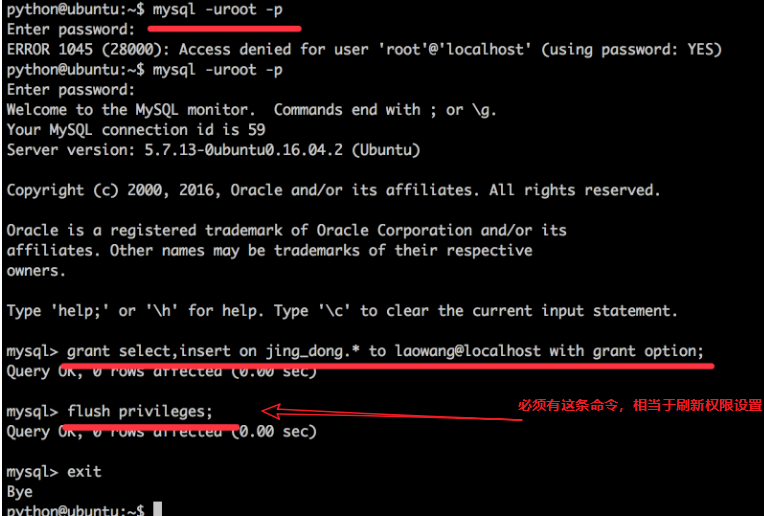 python@ubuntu:~$ mysql -uroot -p
Enter password:
ERROR 1045 (28000): Access denied for user 'root'@'localhost' (using password: YES)
python@ubuntu:~$ mysql -uroot -p
Enter password:
Welcome to the MySQL monitor.  Commands end with ; or \g.
Your MySQL connection id is 59
Server version: 5.7.13-0ubuntu0.16.04.2 (Ubuntu)
Copyright (c) 2000, 2016, Oracle and/or its affiliates. All rights reserved.
Oracle is a registered trademark of Oracle Corporation and/or its
affiliates. Other names may be trademarks of their respective
owners.
Type 'help;' or '\h' for help. Type '\c' to clear the current input statement.
mysql> grant select,insert on jing_dong.* to laowang@localhost with grant option;
Query OK, 0 rows affected (0.00 sec)
mysql> flush privileges;
必须有这条命令，相当于刷新权限设置
Query OK, 0 rows affected (0.00 sec)
mysql> exit
Bye
python@ubuntu:~$